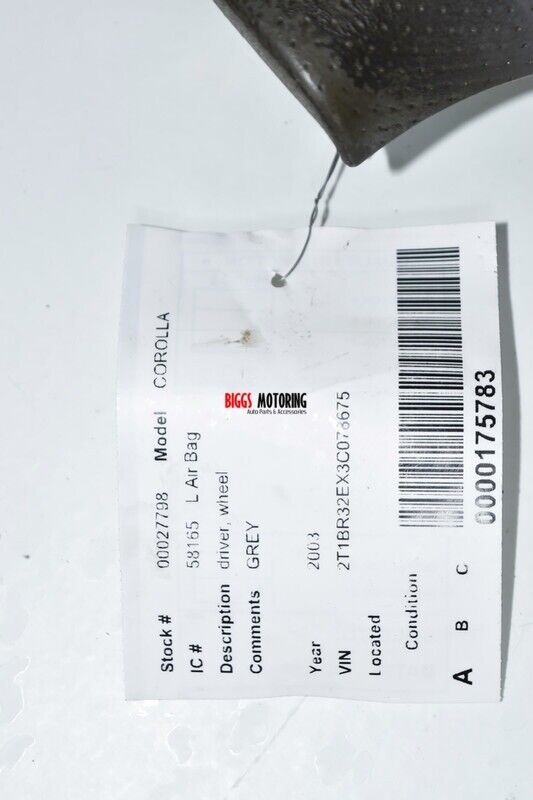 Stock # 00027798 Model COROLLA
IC # 58165 L Air Bag
Description driver, wheel
Comments GREY
Year 2003
VIN 2T1BR32EX3C078675
Located
Condition
A B C
0000175783
BIGGS MOTORING
Auto Parts & Accessories